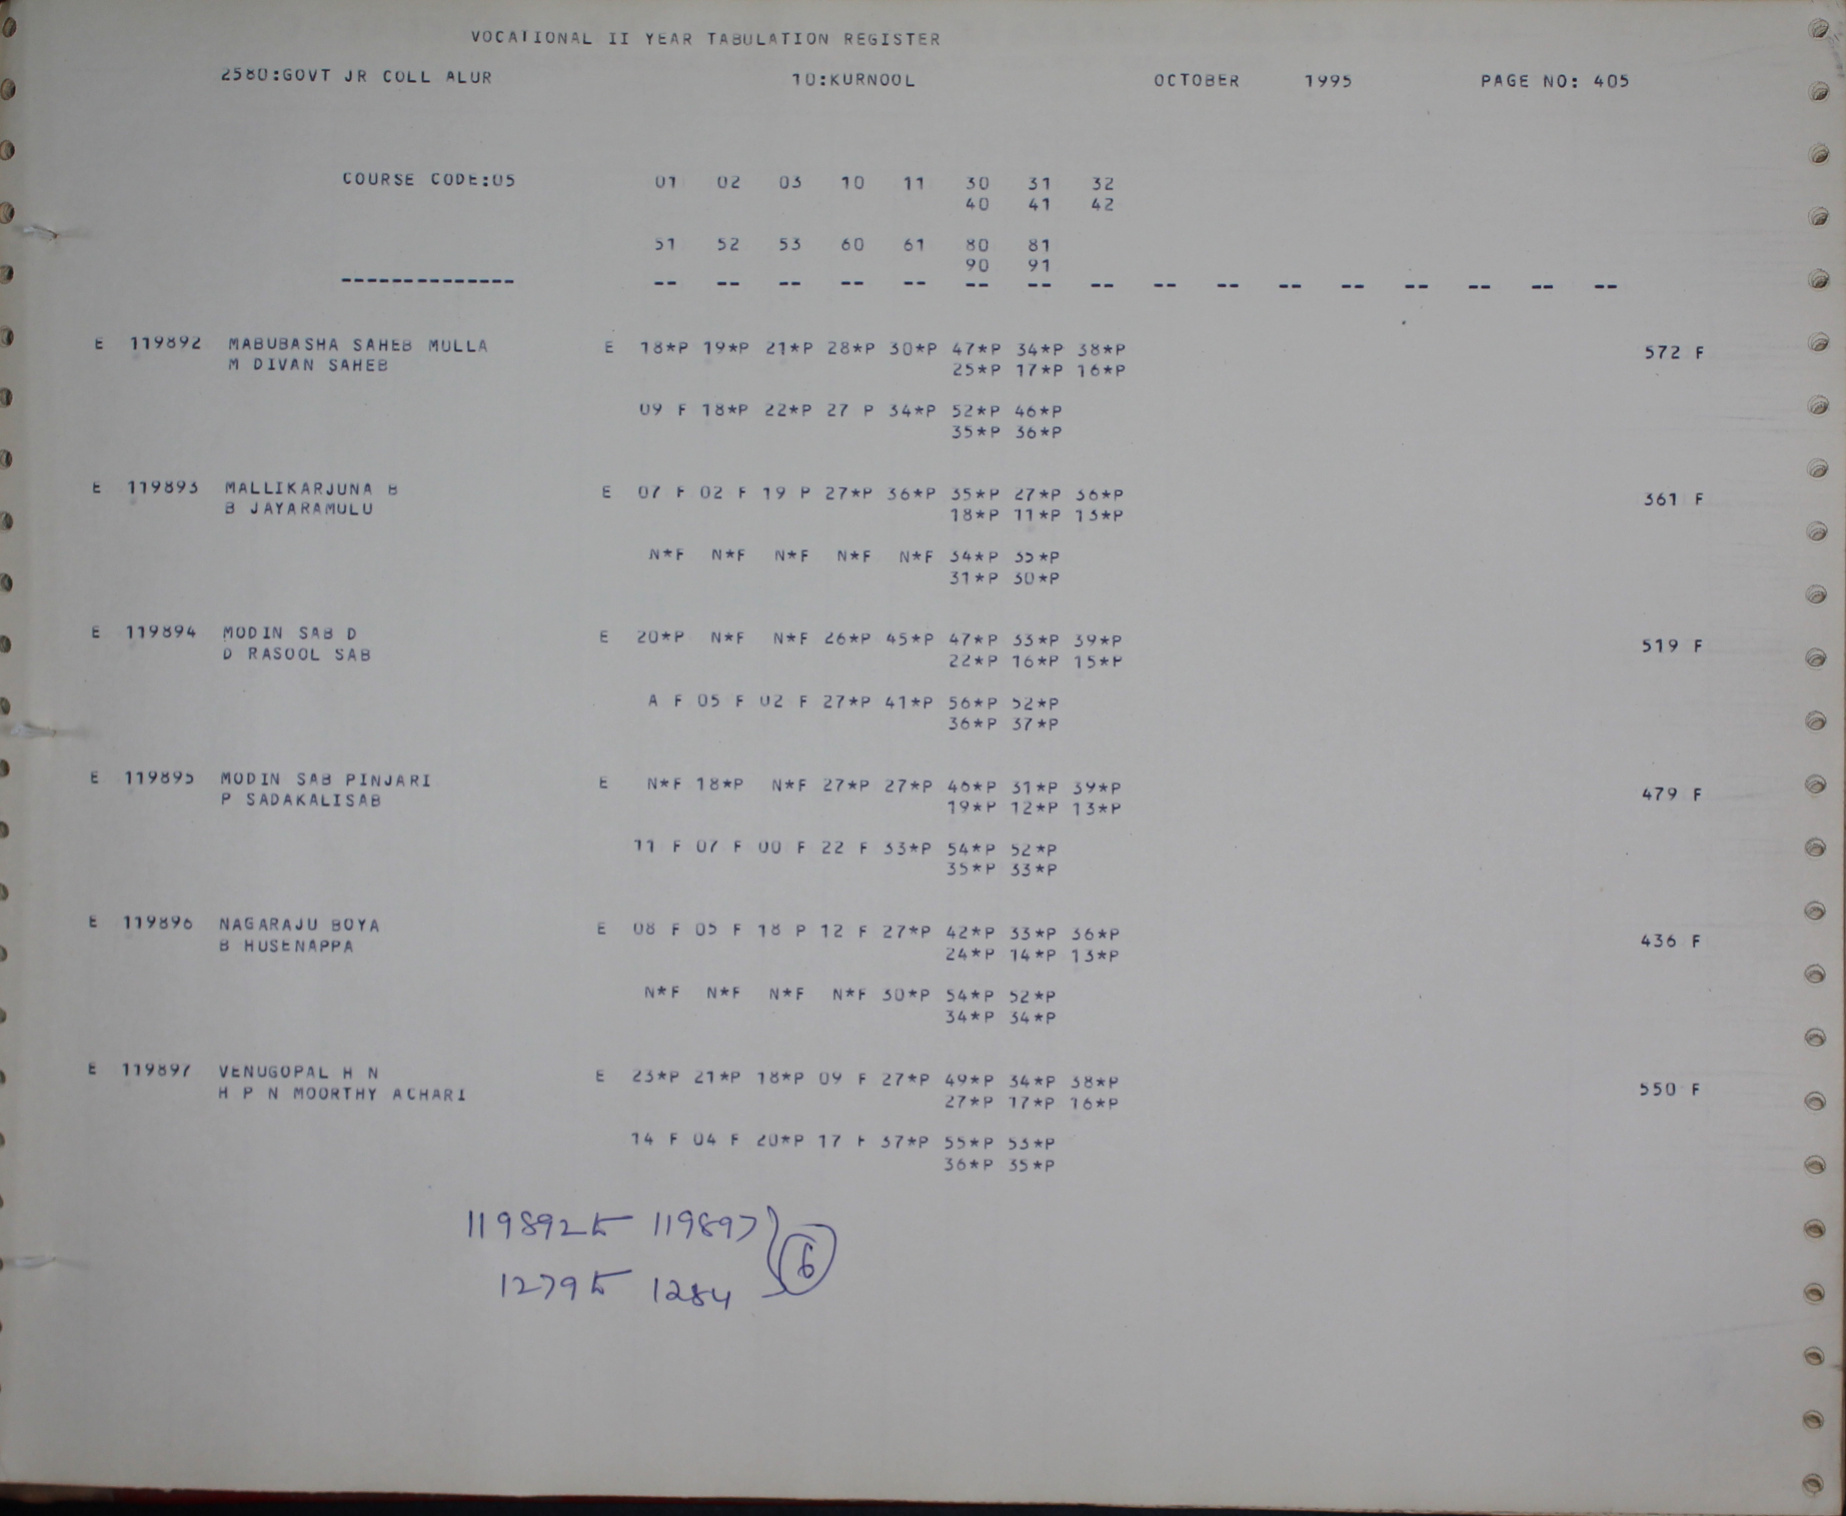 VOCATIONAL II YEAR TABULATION REGISTER
2580:GOVT JR COLL ALUR 10:KURNOOL OCTOBER 1995 PAGE NO: 405
COURSE CODE:05 01 02 03 10 11 30 31 32
40 41 42
51 52 53 60 61 80 81
90 91
-------------- -- -- -- -- -- -- -- -- -- -- -- -- -- -- -- --
E 119892 MABUBASHA SAHEB MULLA E 18*P 19*P 21*P 28*P 30*P 47*P 34*P 38*P 572 F
M DIVAN SAHEB 25*P 17*P 16*P
09 F 18*P 22*P 27 P 34*P 52*P 46*P
35*P 36*P
E 119893 MALLIKARJUNA B E 07 F 02 F 19 P 27*P 36*P 35*P 27*P 36*P 361 F
B JAYARAMULU 18*P 11*P 13*P
N*F N*F N*F N*F N*F 34*P 35*P
31*P 30*P
E 119894 MODIN SAB D E 20*P N*F N*F 26*P 45*P 47*P 33*P 39*P 519 F
D RASOOL SAB 22*P 16*P 15*P
A F 05 F 02 F 27*P 41*P 56*P 52*P
36*P 37*P
E 119895 MODIN SAB PINJARI E N*F 18*P N*F 27*P 27*P 46*P 31*P 39*P 479 F
P SADAKALISAB 19*P 12*P 13*P
11 F 07 F 00 F 22 F 33*P 54*P 52*P
35*P 33*P
E 119896 NAGARAJU BOYA E 08 F 05 F 18 P 12 F 27*P 42*P 33*P 36*P 436 F
B HUSENAPPA 24*P 14*P 13*P
N*F N*F N*F N*F 30*P 54*P 52*P
34*P 34*P
E 119897 VENUGOPAL H N E 23*P 21*P 18*P 09 F 27*P 49*P 34*P 38*P 550 F
H P N MOORTHY ACHARI 27*P 17*P 16*P
14 F 04 F 20*P 17 F 37*P 55*P 53*P
36*P 35*P
119892 to 119897
1279 to 1284 6